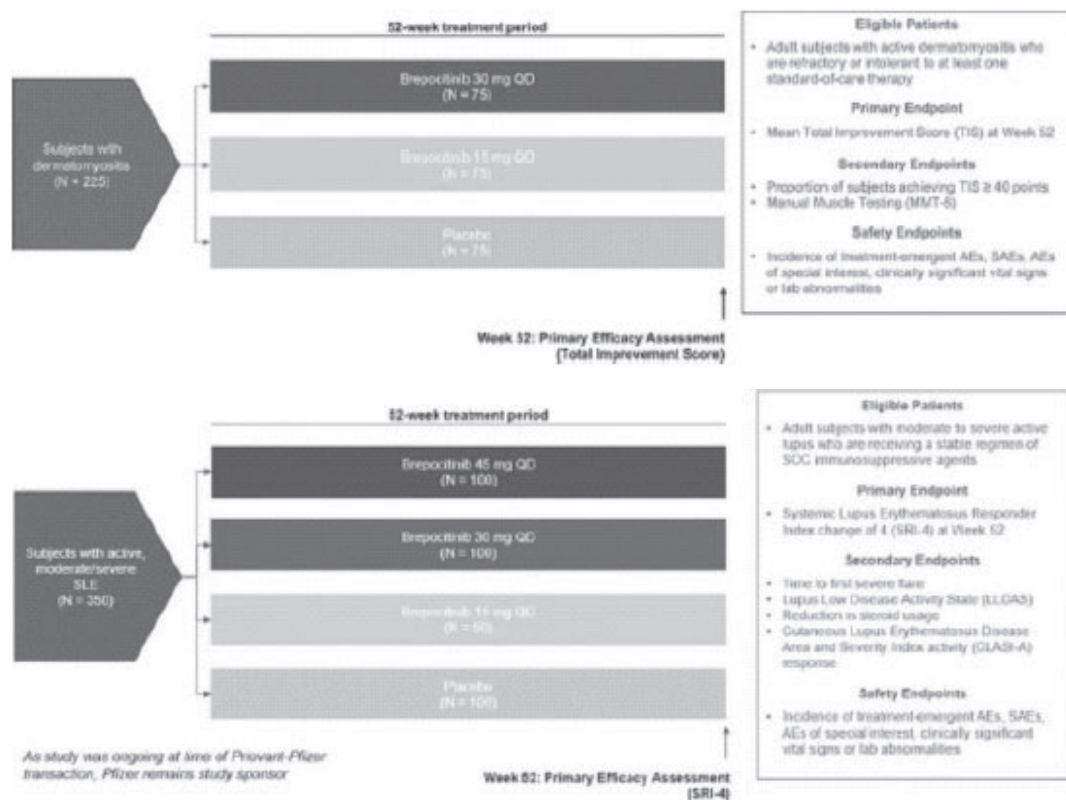 52-week treatment period
Subjects with
dermatomyositis
(N = 225)
Brepocitinib 30 mg QD
(N = 75)
Brepocitinib 15 mg QD
(N = 75)
Placebo
(N = 75)
Week 52: Primary Efficacy Assessment
(Total Improvement Score)
Eligible Patients
• Adult subjects with active dermatomyositis who
are refractory or intolerant to at least one
standard-of-care therapy
Primary Endpoint
• Mean Total Improvement Score (TIS) at Week 52
Secondary Endpoints
• Proportion of subjects achieving TIS ≥ 40 points
• Manual Muscle Testing (MMT-8)
Safety Endpoints
• Incidence of treatment-emergent AEs, SAEs, AEs
of special interest, clinically significant vital signs
or lab abnormalities
52-week treatment period
Subjects with active,
moderate/severe
SLE
(N = 350)
Brepocitinib 45 mg QD
(N = 100)
Brepocitinib 30 mg QD
(N = 100)
Brepocitinib 15 mg QD
(N = 50)
Placebo
(N = 100)
As study was ongoing at time of Priovant-Pfizer
transaction, Pfizer remains study sponsor
Week 52: Primary Efficacy Assessment
(SRI-4)
Eligible Patients
• Adult subjects with moderate to severe active
lupus who are receiving a stable regimen of
SOC immunosuppressive agents
Primary Endpoint
• Systemic Lupus Erythematosus Responder
Index change of 4 (SRI-4) at Week 52
Secondary Endpoints
• Time to first severe flare
• Lupus Low Disease Activity State (LLDAS)
• Reduction in steroid usage
• Cutaneous Lupus Erythematosus Disease
Area and Severity Index activity (CLASI-A)
response
Safety Endpoints
• Incidence of treatment-emergent AEs, SAEs,
AEs of special interest, clinically significant
vital signs or lab abnormalities